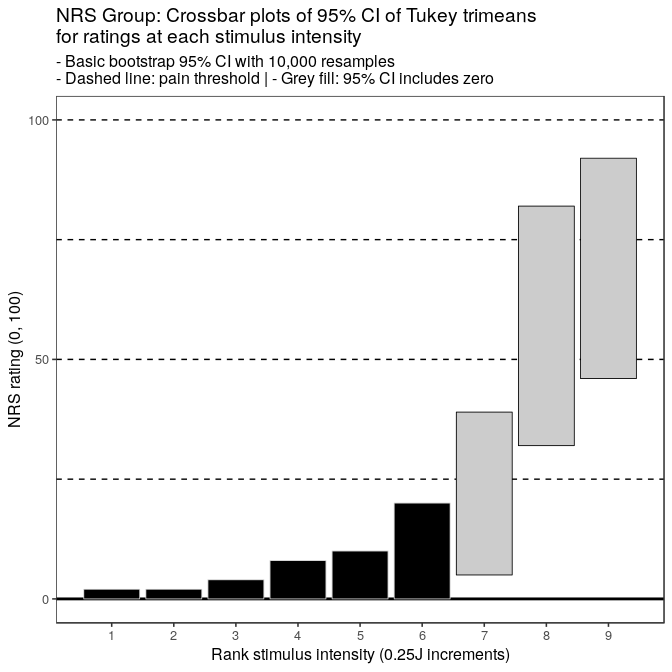 NRS Group: Crossbar plots of 95% CI of Tukey trimeans
for ratings at each stimulus intensity
- Basic bootstrap 95% CI with 10,000 resamples
- Dashed line: pain threshold | - Grey fill: 95% CI includes zero
NRS rating (0, 100)
100
50
0
1 2 3 4 5 6 7 8 9
Rank stimulus intensity (0.25J increments)